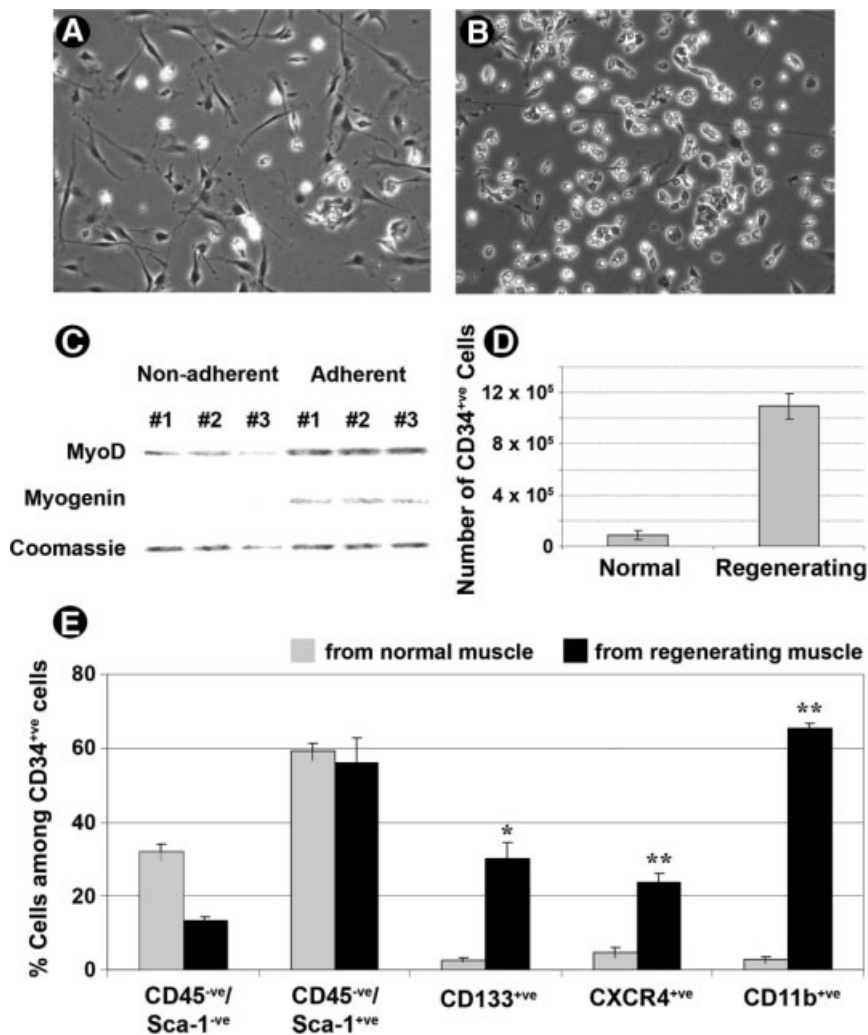 A
B
C
Non-adherent Adherent
#1 #2 #3 #1 #2 #3
MyoD
Myogenin
Coomassie
D
Number of CD34+ve Cells
12 x 10⁵
8 x 10⁵
4 x 10⁵
0
Normal Regenerating
E
from normal muscle from regenerating muscle
% Cells among CD34+ve cells
80
60
40
20
0
*
**
**
CD45-ve/
Sca-1-ve
CD45-ve/
Sca-1+ve
CD133+ve
CXCR4+ve
CD11b+ve